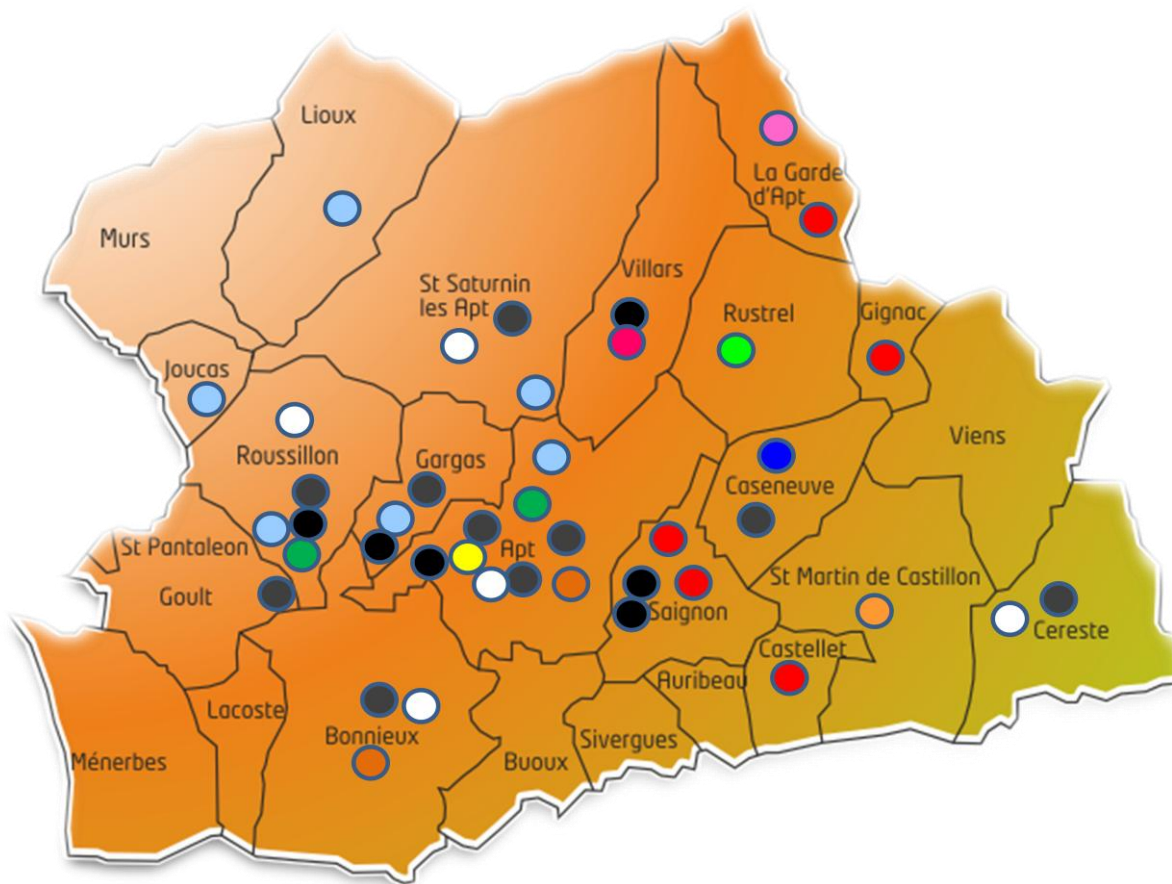 Lioux
La Garde
d'Apt
Murs
Villars
St Saturnin
les Apt
Rustrel
Gignac
Joucas
Viens
Roussillon
Gargas
Caseneuve
St Pantaleon
Apt
St Martin de Castillon
Goult
Saignon
Cereste
Castellet
Auribeau
Lacoste
Bonnieux
Sivergues
Ménerbes
Buoux